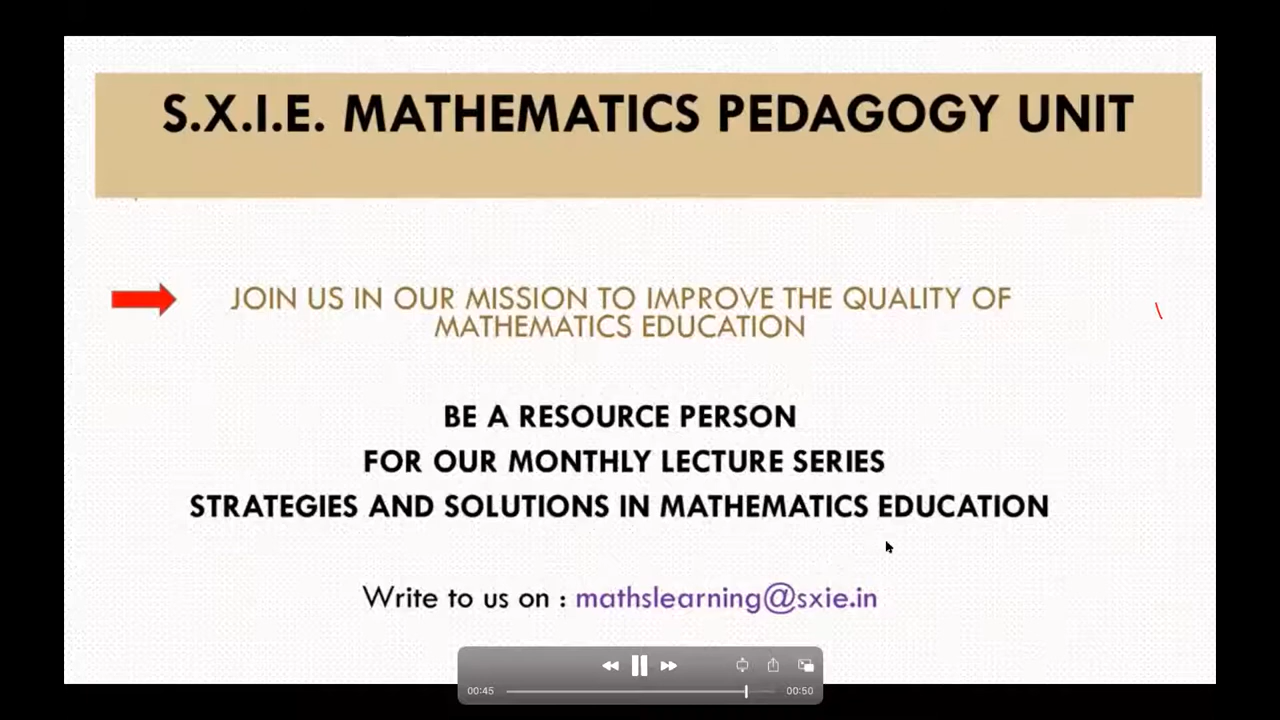 S.X.I.E. MATHEMATICS PEDAGOGY UNIT
JOIN US IN OUR MISSION TO IMPROVE THE QUALITY OF
MATHEMATICS EDUCATION
BE A RESOURCE PERSON
FOR OUR MONTHLY LECTURE SERIES
STRATEGIES AND SOLUTIONS IN MATHEMATICS EDUCATION
Write to us on : mathslearning@sxie.in
00:45 00:50